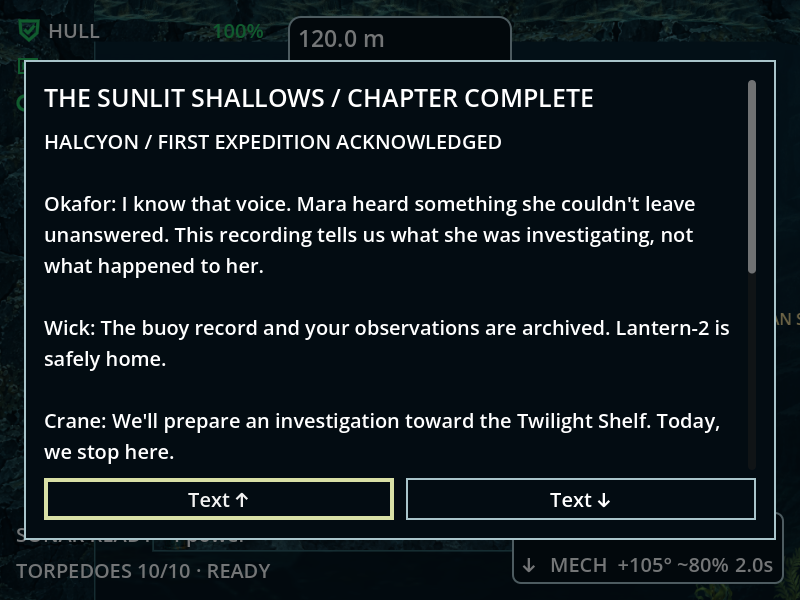 HULL 100%
120.0 m
THE SUNLIT SHALLOWS / CHAPTER COMPLETE
HALCYON / FIRST EXPEDITION ACKNOWLEDGED
Okafor: I know that voice. Mara heard something she couldn't leave
unanswered. This recording tells us what she was investigating, not
what happened to her.
Wick: The buoy record and your observations are archived. Lantern-2 is
safely home.
Crane: We'll prepare an investigation toward the Twilight Shelf. Today,
we stop here.
Text ↑
Text ↓
TORPEDOES 10/10 · READY
↓ MECH +105° ~80% 2.0s